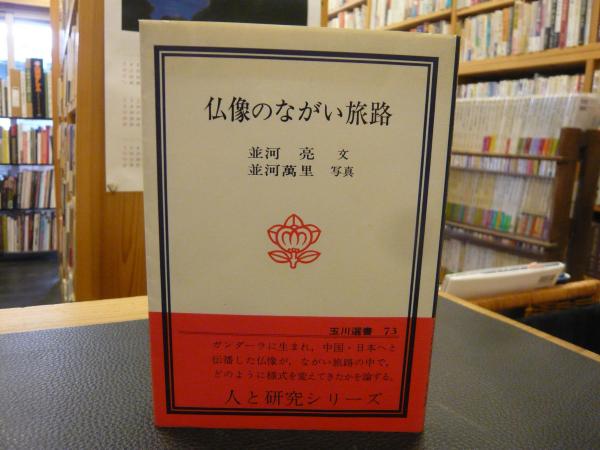 仏像のながい旅路
並河 亮 文
並河萬里 写真
玉川選書 73
ガンダーラに生まれ，中国・日本へと
伝播した仏像が，ながい旅路の中で，
どのように様式を変えてきたかを論ずる。
人と研究シリーズ